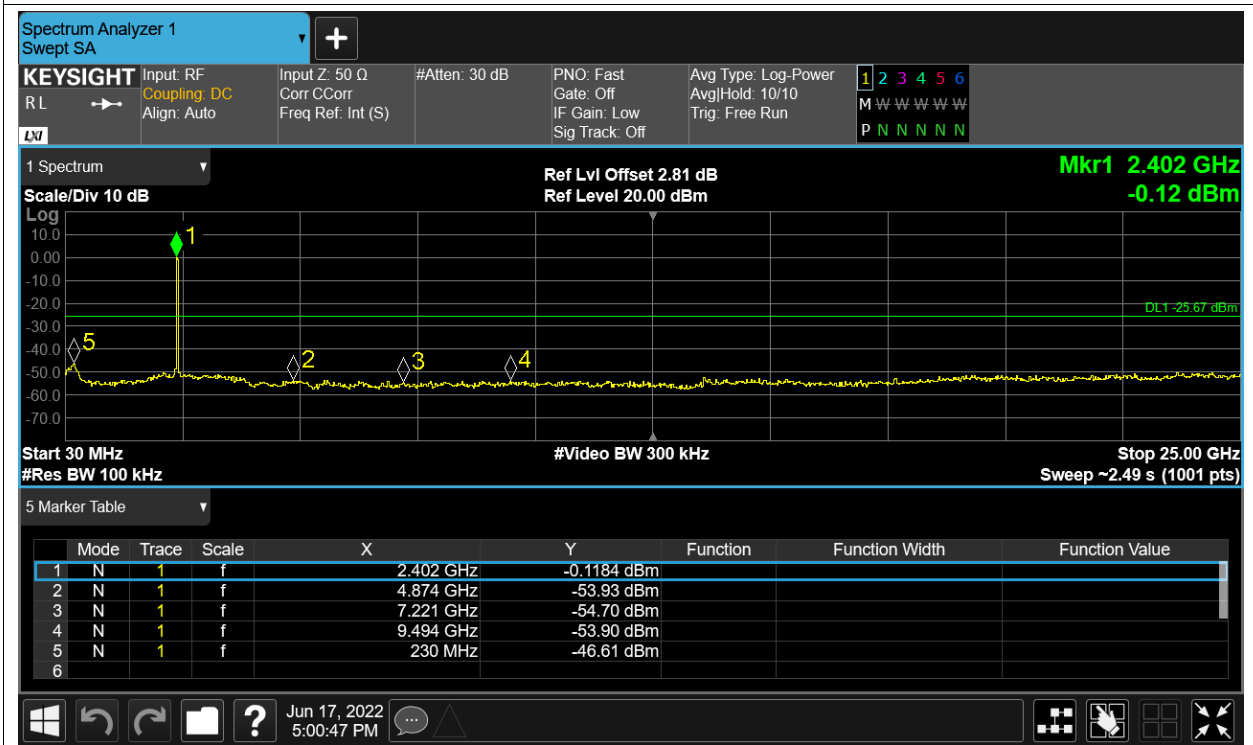 Spectrum Analyzer 1
Swept SA
+
KEYSIGHT Input: RF Input Z: 50 Ω #Atten: 30 dB PNO: Fast Avg Type: Log-Power 1 2 3 4 5 6
R L Coupling: DC Corr CCorr Gate: Off Avg|Hold: 10/10 M W W W W W
Align: Auto Freq Ref: Int (S) IF Gain: Low Trig: Free Run
LXI Sig Track: Off P N N N N N
1 Spectrum Ref Lvl Offset 2.81 dB Mkr1 2.402 GHz
Scale/Div 10 dB Ref Level 20.00 dBm -0.12 dBm
Log
10.0 1
0.00
-10.0
-20.0 DL1 -25.67 dBm
-30.0
-40.0 5
-50.0 2 3 4
-60.0
-70.0
Start 30 MHz #Video BW 300 kHz Stop 25.00 GHz
#Res BW 100 kHz Sweep ~2.49 s (1001 pts)
5 Marker Table
Mode Trace Scale X Y Function Function Width Function Value
1 N 1 f 2.402 GHz -0.1184 dBm
2 N 1 f 4.874 GHz -53.93 dBm
3 N 1 f 7.221 GHz -54.70 dBm
4 N 1 f 9.494 GHz -53.90 dBm
5 N 1 f 230 MHz -46.61 dBm
6
? Jun 17, 2022
5:00:47 PM